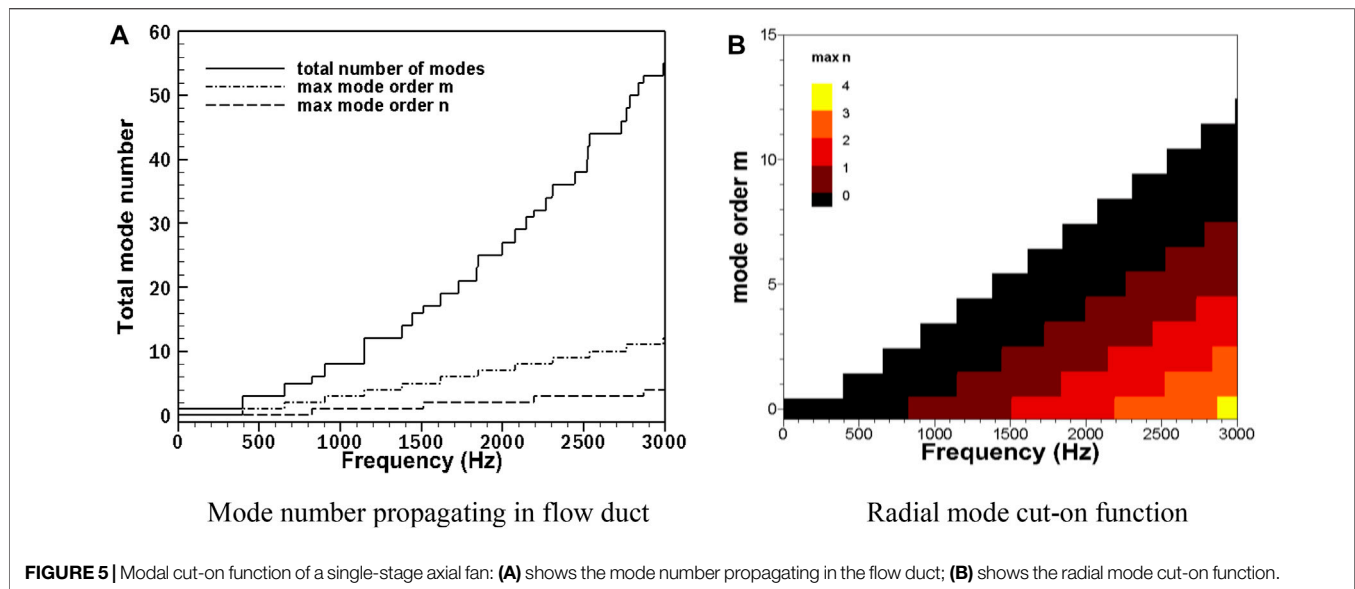 A
60
50
40
30
20
10
0
Total mode number
total number of modes
max mode order m
max mode order n
0 500 1000 1500 2000 2500 3000
Frequency (Hz)
Mode number propagating in flow duct
B
15
10
5
0
mode order m
max n
4
3
2
1
0
0 500 1000 1500 2000 2500 3000
Frequency (Hz)
Radial mode cut-on function
FIGURE 5 | Modal cut-on function of a single-stage axial fan: (A) shows the mode number propagating in the flow duct; (B) shows the radial mode cut-on function.